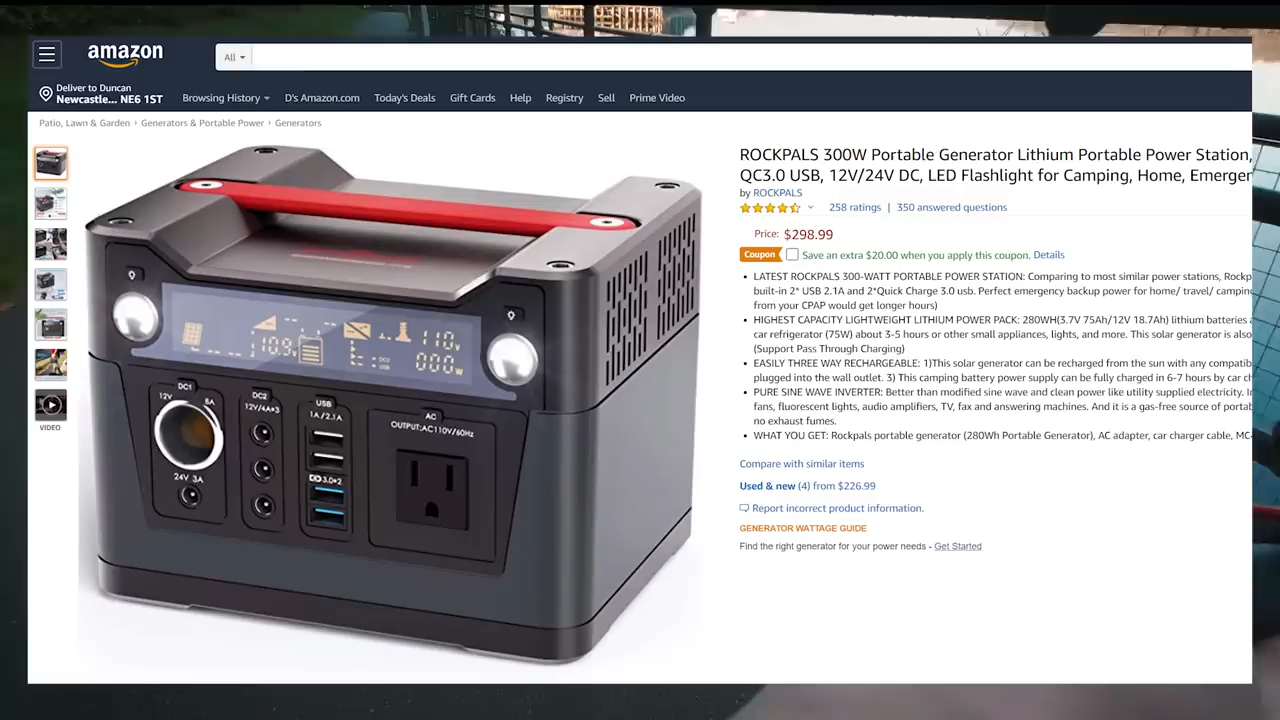 amazon
All
Deliver to Duncan
Newcastle... NE6 1ST
Browsing History
D's Amazon.com
Today's Deals
Gift Cards
Help
Registry
Sell
Prime Video
Patio, Lawn & Garden › Generators & Portable Power › Generators
ROCKPALS 300W Portable Generator Lithium Portable Power Station,
QC3.0 USB, 12V/24V DC, LED Flashlight for Camping, Home, Emerger
by ROCKPALS
258 ratings | 350 answered questions
Price: $298.99
Coupon Save an extra $20.00 when you apply this coupon. Details
• LATEST ROCKPALS 300-WATT PORTABLE POWER STATION: Comparing to most similar power stations, Rockp
built-in 2* USB 2.1A and 2*Quick Charge 3.0 usb. Perfect emergency backup power for home/ travel/ camping
from your CPAP would get longer hours)
• HIGHEST CAPACITY LIGHTWEIGHT LITHIUM POWER PACK: 280WH(3.7V 75Ah/12V 18.7Ah) lithium batteries a
car refrigerator (75W) about 3-5 hours or other small appliances, lights, and more. This solar generator is also
(Support Pass Through Charging)
• EASILY THREE WAY RECHARGEABLE: 1)This solar generator can be recharged from the sun with any compatib
plugged into the wall outlet. 3) This camping battery power supply can be fully charged in 6-7 hours by car ch
• PURE SINE WAVE INVERTER: Better than modified sine wave and clean power like utility supplied electricity. I
fans, fluorescent lights, audio amplifiers, TV, fax and answering machines. And it is a gas-free source of portab
no exhaust fumes.
• WHAT YOU GET: Rockpals portable generator (280Wh Portable Generator), AC adapter, car charger cable, MC
Compare with similar items
Used & new (4) from $226.99
Report incorrect product information.
GENERATOR WATTAGE GUIDE
Find the right generator for your power needs - Get Started
VIDEO
10.9v
110v
000w
DC1
12V 8A
24V 3A
DC2
12V/4A*3
USB
1A/2.1A
3.0*2
AC
OUTPUT:AC110V/60Hz